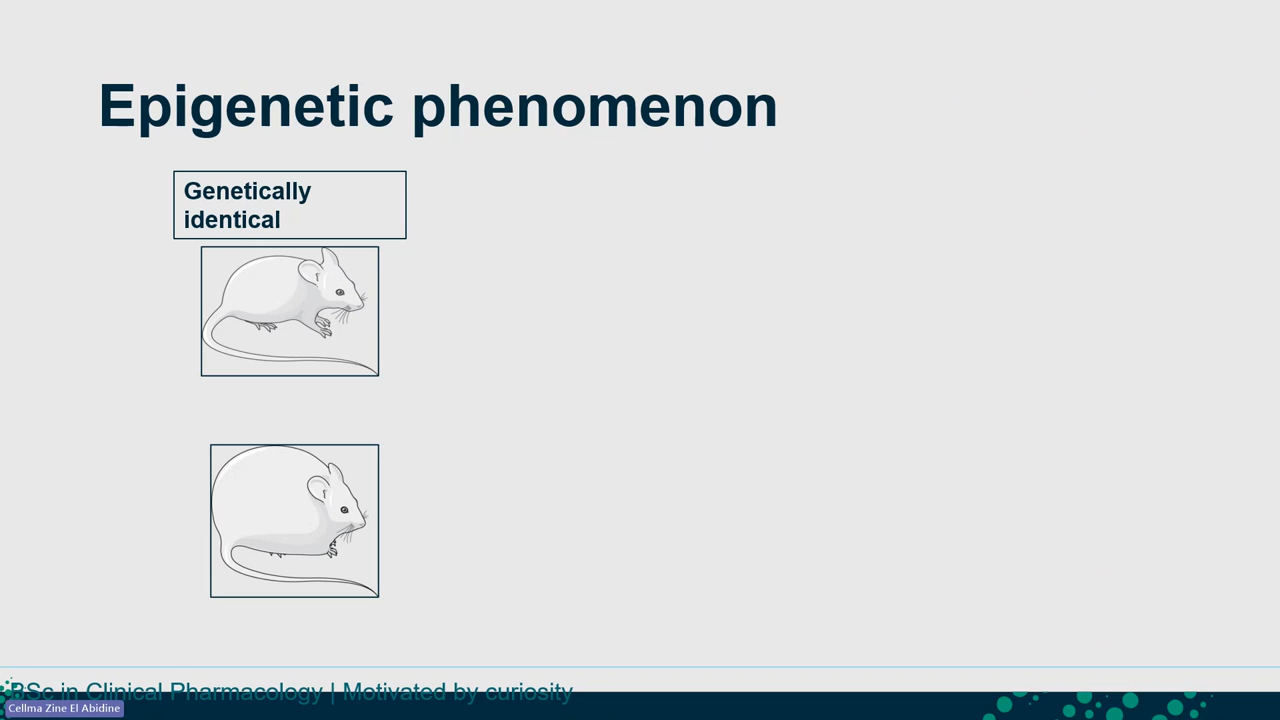 Epigenetic phenomenon
Genetically
identical
BSc in Clinical Pharmacology | Motivated by curiosity
Cellma Zine El Abidine